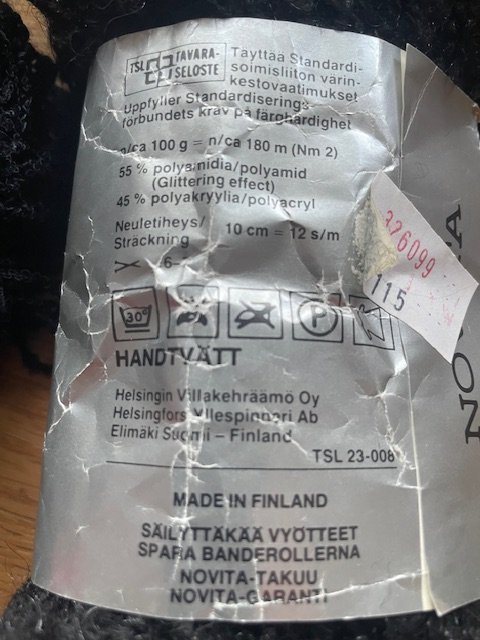 TSL TAVARA-
SELOSTE
Täyttää Standardi-
soimisliiton värin-
kestovaatimukset
Uppfyller Standardiserings-
förbundets krav på färghärdighet
n/ca 100 g = n/ca 180 m (Nm 2)
55 % polyamidia/polyamid
(Glittering effect)
45 % polyakryylia/polyacryl
Neuletiheys/
Sträckning
10 cm = 12 s/m
6-
30°
P
HANDTVÄTT
Helsingin Villakehräämö Oy
Helsingfors Yllespinneri Ab
Elimäki Suomi – Finland
TSL 23-008
MADE IN FINLAND
SÄILYTTÄKÄÄ VYÖTTEET
SPARA BANDEROLLERNA
NOVITA-TAKUU
NOVITA-GARANTI
326099
115
NO
A